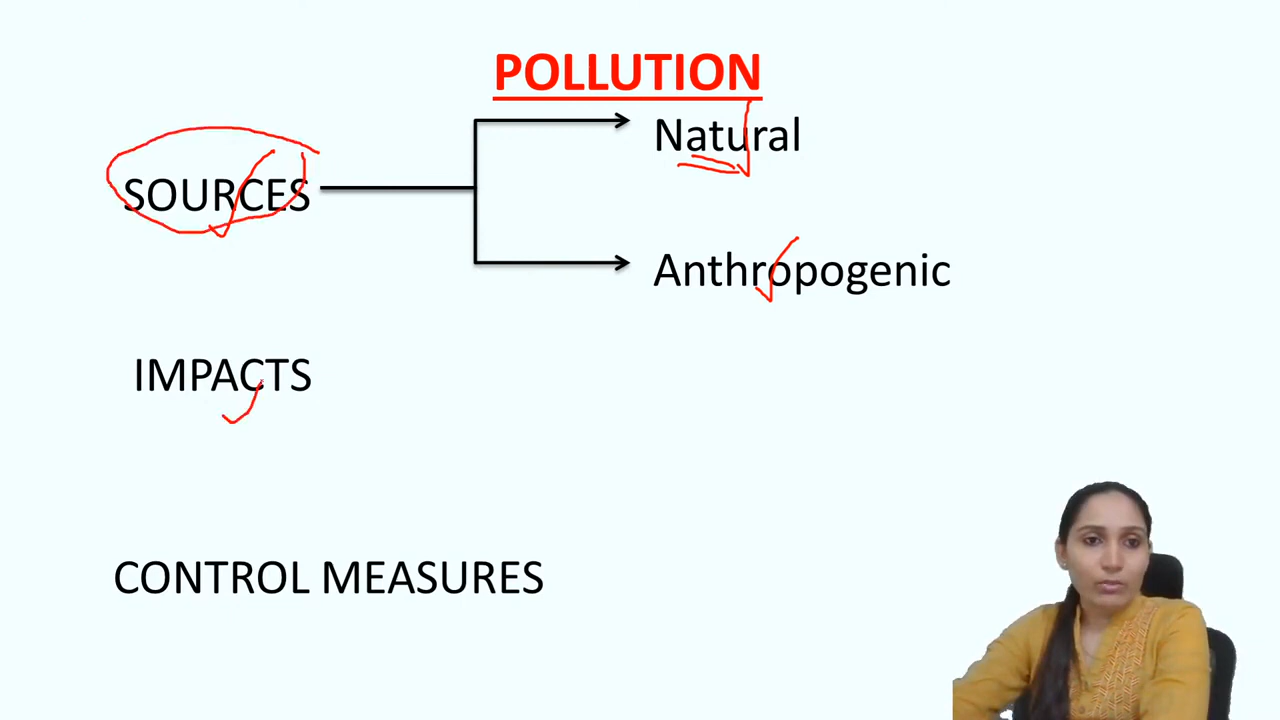 POLLUTION
Natural
SOURCES
Anthropogenic
IMPACTS
CONTROL MEASURES